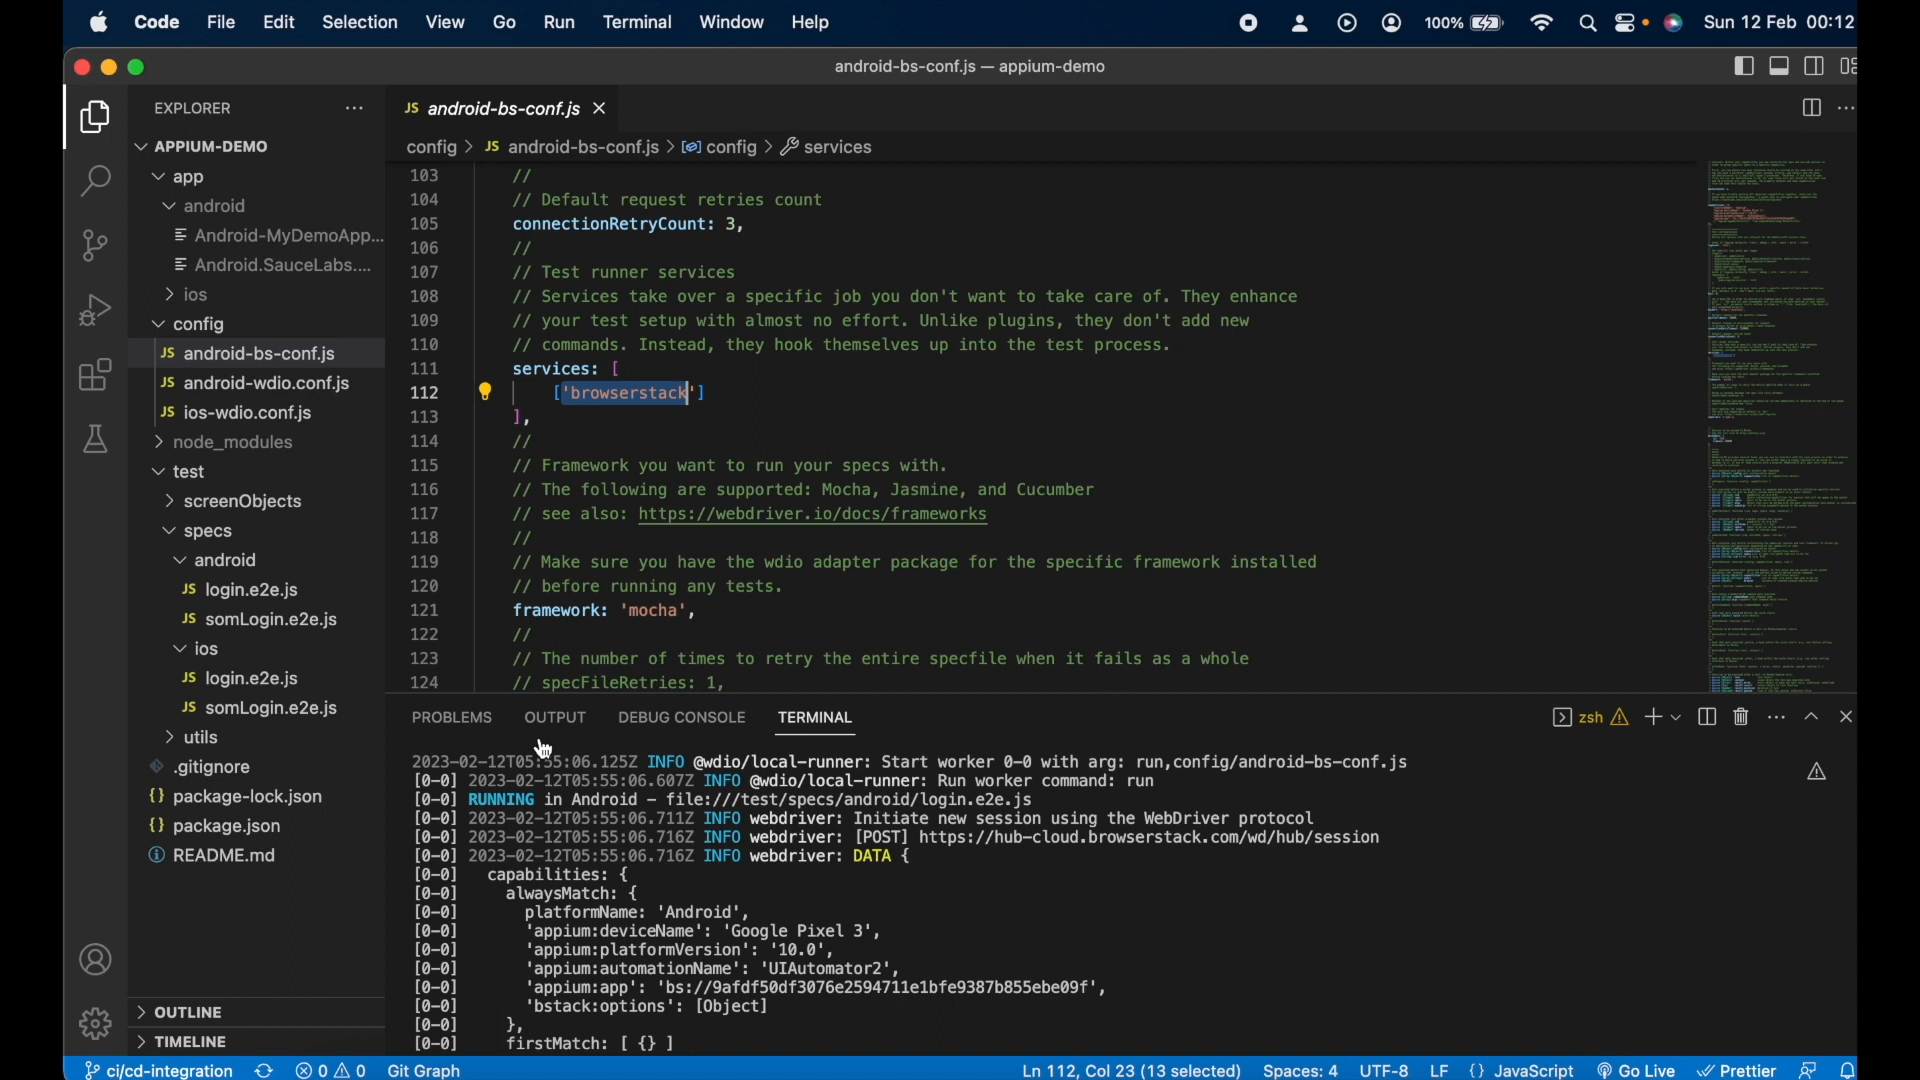 Code File Edit Selection View Go Run Terminal Window Help 100% Sun 12 Feb 00:12
android-bs-conf.js — appium-demo
EXPLORER
APPIUM-DEMO
app
android
Android-MyDemoApp...
Android.SauceLabs....
ios
config
JS android-bs-conf.js
JS android-wdio.conf.js
JS ios-wdio.conf.js
node_modules
test
screenObjects
specs
android
JS login.e2e.js
JS somLogin.e2e.js
ios
JS login.e2e.js
JS somLogin.e2e.js
utils
.gitignore
{} package-lock.json
{} package.json
README.md
OUTLINE
TIMELINE
JS android-bs-conf.js
config > JS android-bs-conf.js > config > services
103 //
104 // Default request retries count
105 connectionRetryCount: 3,
106 //
107 // Test runner services
108 // Services take over a specific job you don't want to take care of. They enhance
109 // your test setup with almost no effort. Unlike plugins, they don't add new
110 // commands. Instead, they hook themselves up into the test process.
111 services: [
112 ['browserstack']
113 ],
114 //
115 // Framework you want to run your specs with.
116 // The following are supported: Mocha, Jasmine, and Cucumber
117 // see also: https://webdriver.io/docs/frameworks
118 //
119 // Make sure you have the wdio adapter package for the specific framework installed
120 // before running any tests.
121 framework: 'mocha',
122 //
123 // The number of times to retry the entire specfile when it fails as a whole
124 // specFileRetries: 1,
PROBLEMS OUTPUT DEBUG CONSOLE TERMINAL zsh
2023-02-12T05:55:06.125Z INFO @wdio/local-runner: Start worker 0-0 with arg: run,config/android-bs-conf.js
[0-0] 2023-02-12T05:55:06.607Z INFO @wdio/local-runner: Run worker command: run
[0-0] RUNNING in Android - file:///test/specs/android/login.e2e.js
[0-0] 2023-02-12T05:55:06.711Z INFO webdriver: Initiate new session using the WebDriver protocol
[0-0] 2023-02-12T05:55:06.716Z INFO webdriver: [POST] https://hub-cloud.browserstack.com/wd/hub/session
[0-0] 2023-02-12T05:55:06.716Z INFO webdriver: DATA {
[0-0] capabilities: {
[0-0] alwaysMatch: {
[0-0] platformName: 'Android',
[0-0] 'appium:deviceName': 'Google Pixel 3',
[0-0] 'appium:platformVersion': '10.0',
[0-0] 'appium:automationName': 'UIAutomator2',
[0-0] 'appium:app': 'bs://9afdf50df3076e2594711e1bfe9387b855ebe09f',
[0-0] 'bstack:options': [Object]
[0-0] },
[0-0] firstMatch: [ {} ]
ci/cd-integration 0 0 Git Graph Ln 112, Col 23 (13 selected) Spaces: 4 UTF-8 LF {} JavaScript Go Live Prettier